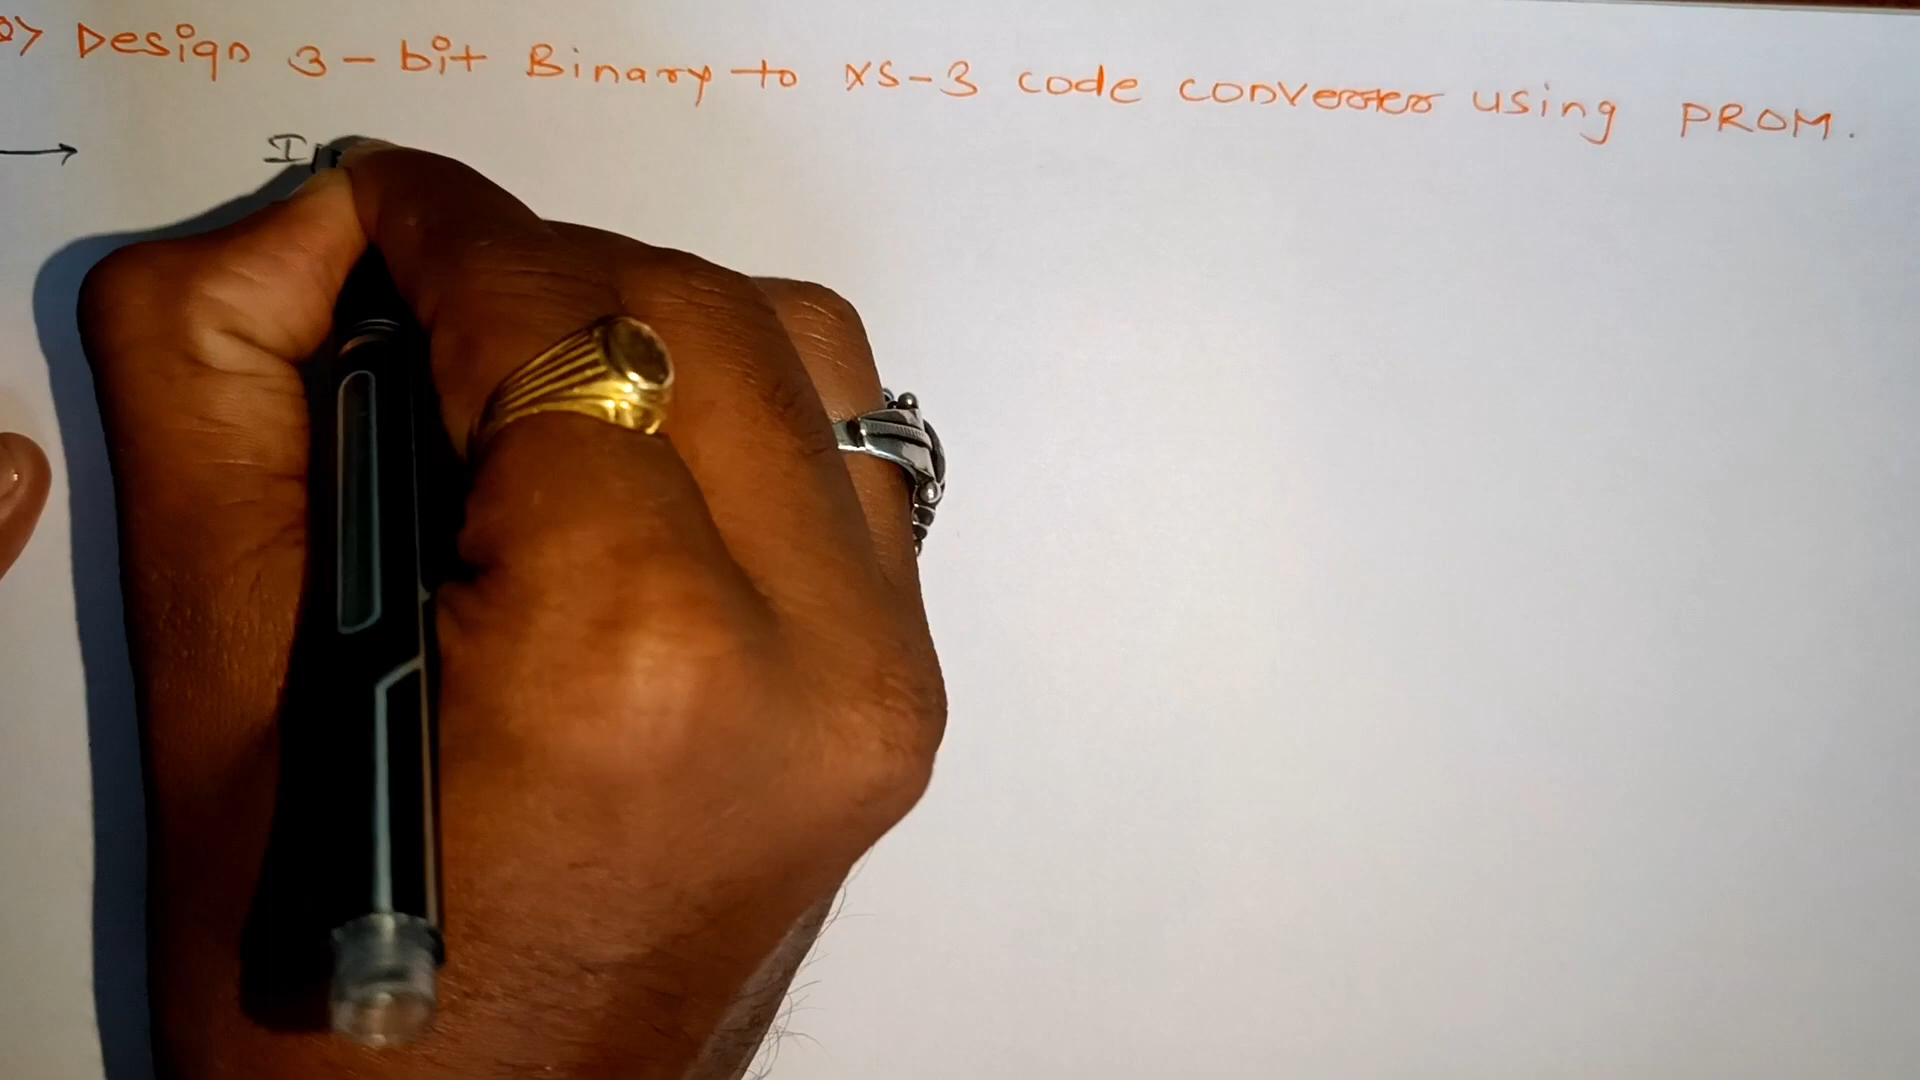 Q> Design 3-bit Binary to XS-3 code converter using PROM.
→ I